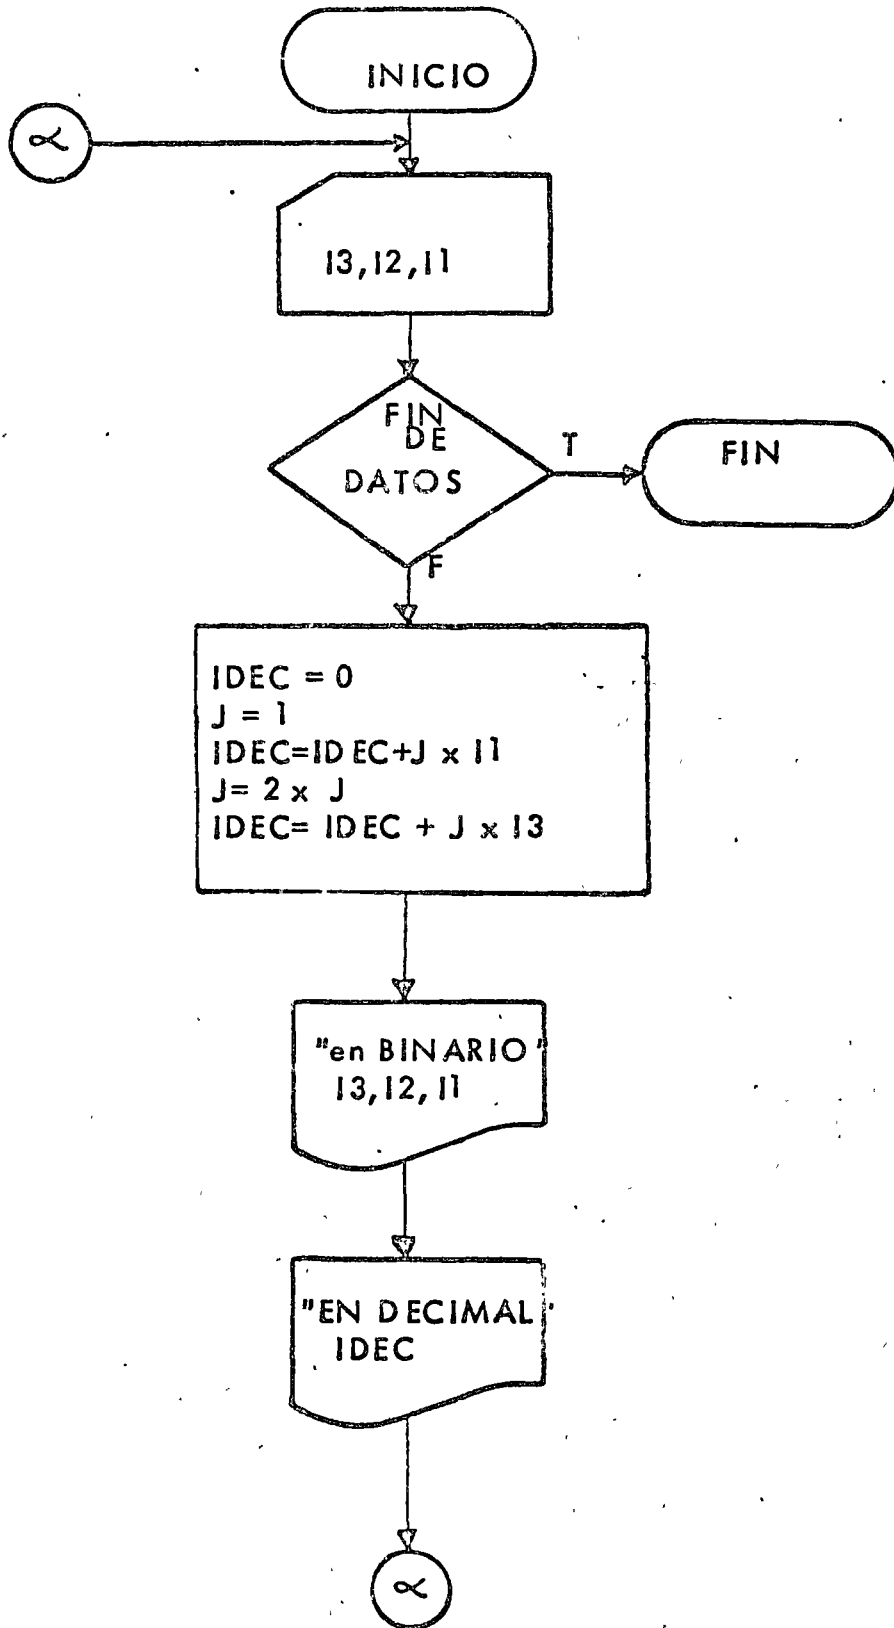 INICIO
α
I3,I2,I1
FIN
DE
DATOS
T
FIN
F
IDEC = 0
J = 1
IDEC=IDEC+J x I1
J= 2 x J
IDEC= IDEC + J x I3
"en BINARIO"
I3,I2,I1
"EN DECIMAL'
IDEC
α